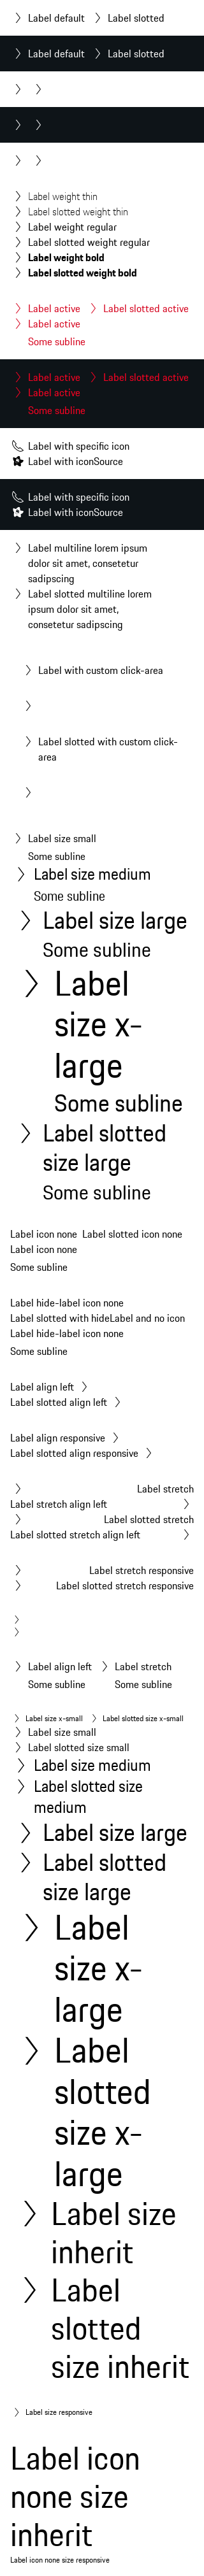 Label default Label slotted
Label default Label slotted
Label weight thin
Label slotted weight thin
Label weight regular
Label slotted weight regular
Label weight bold
Label slotted weight bold
Label active Label slotted active
Label active
Some subline
Label active Label slotted active
Label active
Some subline
Label with specific icon
Label with iconSource
Label with specific icon
Label with iconSource
Label multiline lorem ipsum
dolor sit amet, consetetur
sadipscing
Label slotted multiline lorem
ipsum dolor sit amet,
consetetur sadipscing
Label with custom click-area
Label slotted with custom click-
area
Label size small
Some subline
Label size medium
Some subline
Label size large
Some subline
Label
size x-
large
Some subline
Label slotted
size large
Some subline
Label icon none Label slotted icon none
Label icon none
Some subline
Label hide-label icon none
Label slotted with hideLabel and no icon
Label hide-label icon none
Some subline
Label align left
Label slotted align left
Label align responsive
Label slotted align responsive
Label stretch
Label stretch align left
Label slotted stretch
Label slotted stretch align left
Label stretch responsive
Label slotted stretch responsive
Label align left Label stretch
Some subline Some subline
Label size x-small Label slotted size x-small
Label size small
Label slotted size small
Label size medium
Label slotted size
medium
Label size large
Label slotted
size large
Label
size x-
large
Label
slotted
size x-
large
Label size
inherit
Label
slotted
size inherit
Label size responsive
Label icon
none size
inherit
Label icon none size responsive